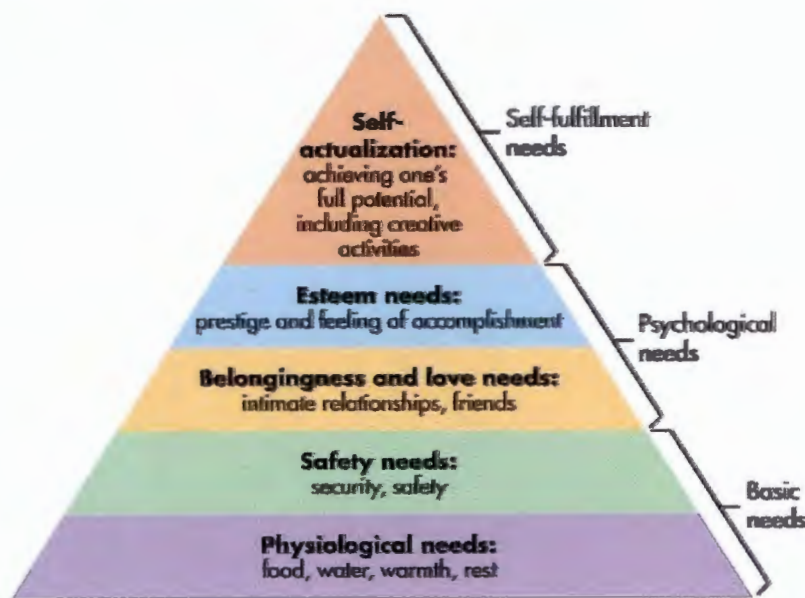 Self-
actualization:
achieving one's
full potential,
including creative
activities
Self-fulfillment
needs
Esteem needs:
prestige and feeling of accomplishment
Psychological
needs
Belongingness and love needs:
intimate relationships, friends
Safety needs:
security, safety
Basic
needs
Physiological needs:
food, water, warmth, rest